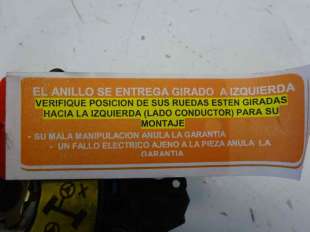 EL ANILLO SE ENTREGA GIRADO A IZQUIERDA
VERIFIQUE POSICION DE SUS RUEDAS ESTEN GIRADAS
HACIA LA IZQUIERDA (LADO CONDUCTOR) PARA SU
MONTAJE
- SU MALA MANIPULACION ANULA LA GARANTIA
- UN FALLO ELECTRICO AJENO A LA PIEZA ANULA LA
GARANTIA